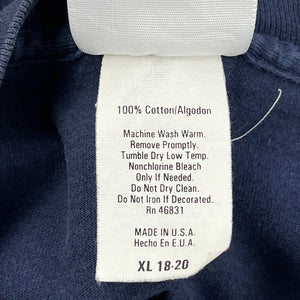 100% Cotton/Algodon
Machine Wash Warm.
Remove Promptly.
Tumble Dry Low Temp.
Nonchlorine Bleach
Only If Needed.
Do Not Dry Clean.
Do Not Iron If Decorated.
Rn 46831
MADE IN U.S.A.
Hecho En E.U.A.
XL 18-20